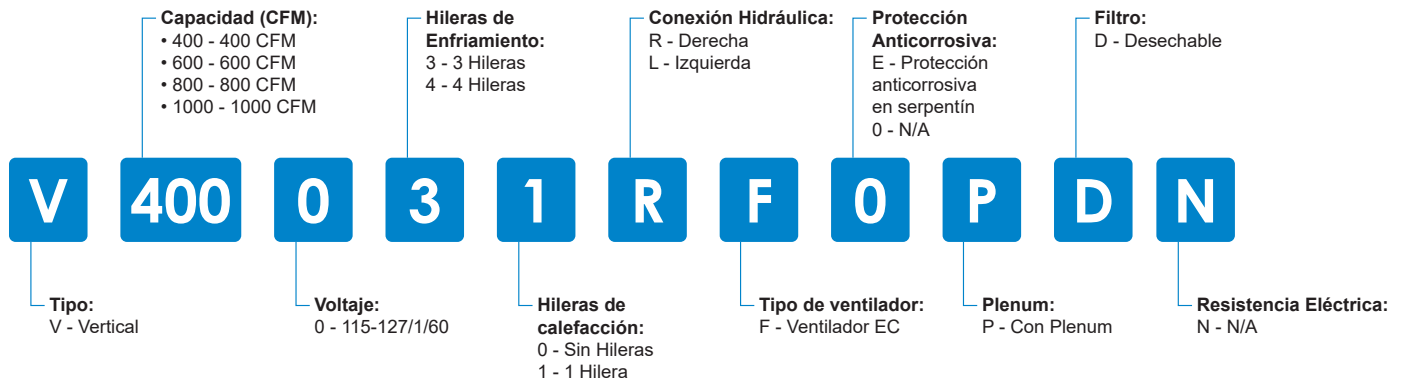 Capacidad (CFM):
• 400 - 400 CFM
• 600 - 600 CFM
• 800 - 800 CFM
• 1000 - 1000 CFM
Hileras de
Enfriamiento:
3 - 3 Hileras
4 - 4 Hileras
Conexión Hidráulica:
R - Derecha
L - Izquierda
Protección
Anticorrosiva:
E - Protección
anticorrosiva
en serpentín
0 - N/A
Filtro:
D - Desechable
V 400 0 3 1 R F 0 P D N
Tipo:
V - Vertical
Voltaje:
0 - 115-127/1/60
Hileras de
calefacción:
0 - Sin Hileras
1 - 1 Hilera
Tipo de ventilador:
F - Ventilador EC
Plenum:
P - Con Plenum
Resistencia Eléctrica:
N - N/A